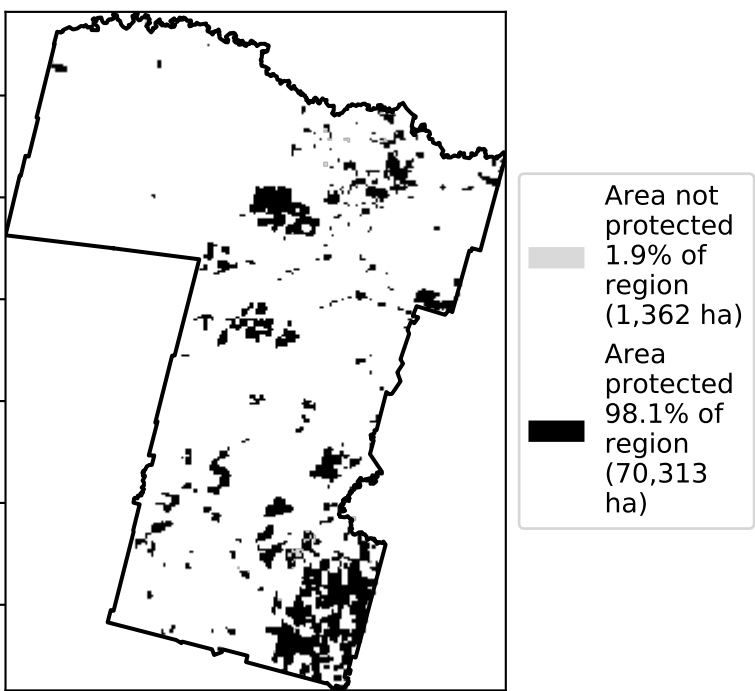 Area not
protected
1.9% of
region
(1,362 ha)
Area
protected
98.1% of
region
(70,313
ha)